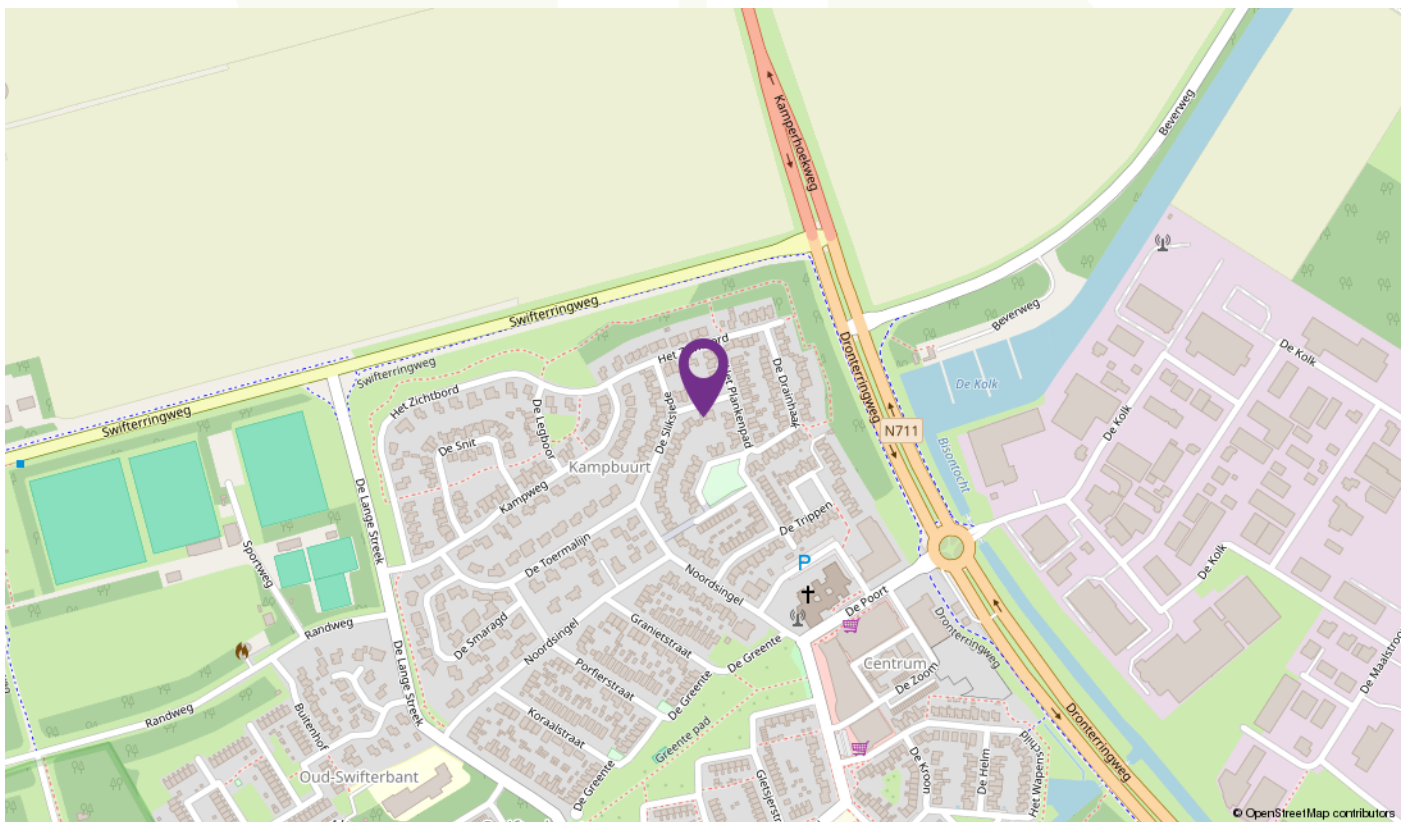 Kamperhoekweg
Beverweg
Swifterringweg
Beverweg
Swifterringweg
Dronterringweg
De Kolk
De Kolk
Het Zichtbord
De Drainhaak
Het Plankenpad
De Slikstede
De Legboor
De Snit
Swifterringweg
N711
De Kolk
Bisontocht
Kampbuurt
Kampweg
De Lange Streek
De Trippen
De Toermalijn
P
De Kolk
Sportweg
Noordsingel
De Poort
Dronterringweg
De Smaragd
Noordsingel
Granietstraat
De Greente
Randweg
De Lange Streek
Centrum
De Zoom
Porfierstraat
De Greente
Randweg
Buitenhof
Koraalstraat
Greente pad
Dronterringweg
Oud-Swifterbant
De Greente
De Kroon
De Helm
Het Wapenschild
© OpenStreetMap contributors